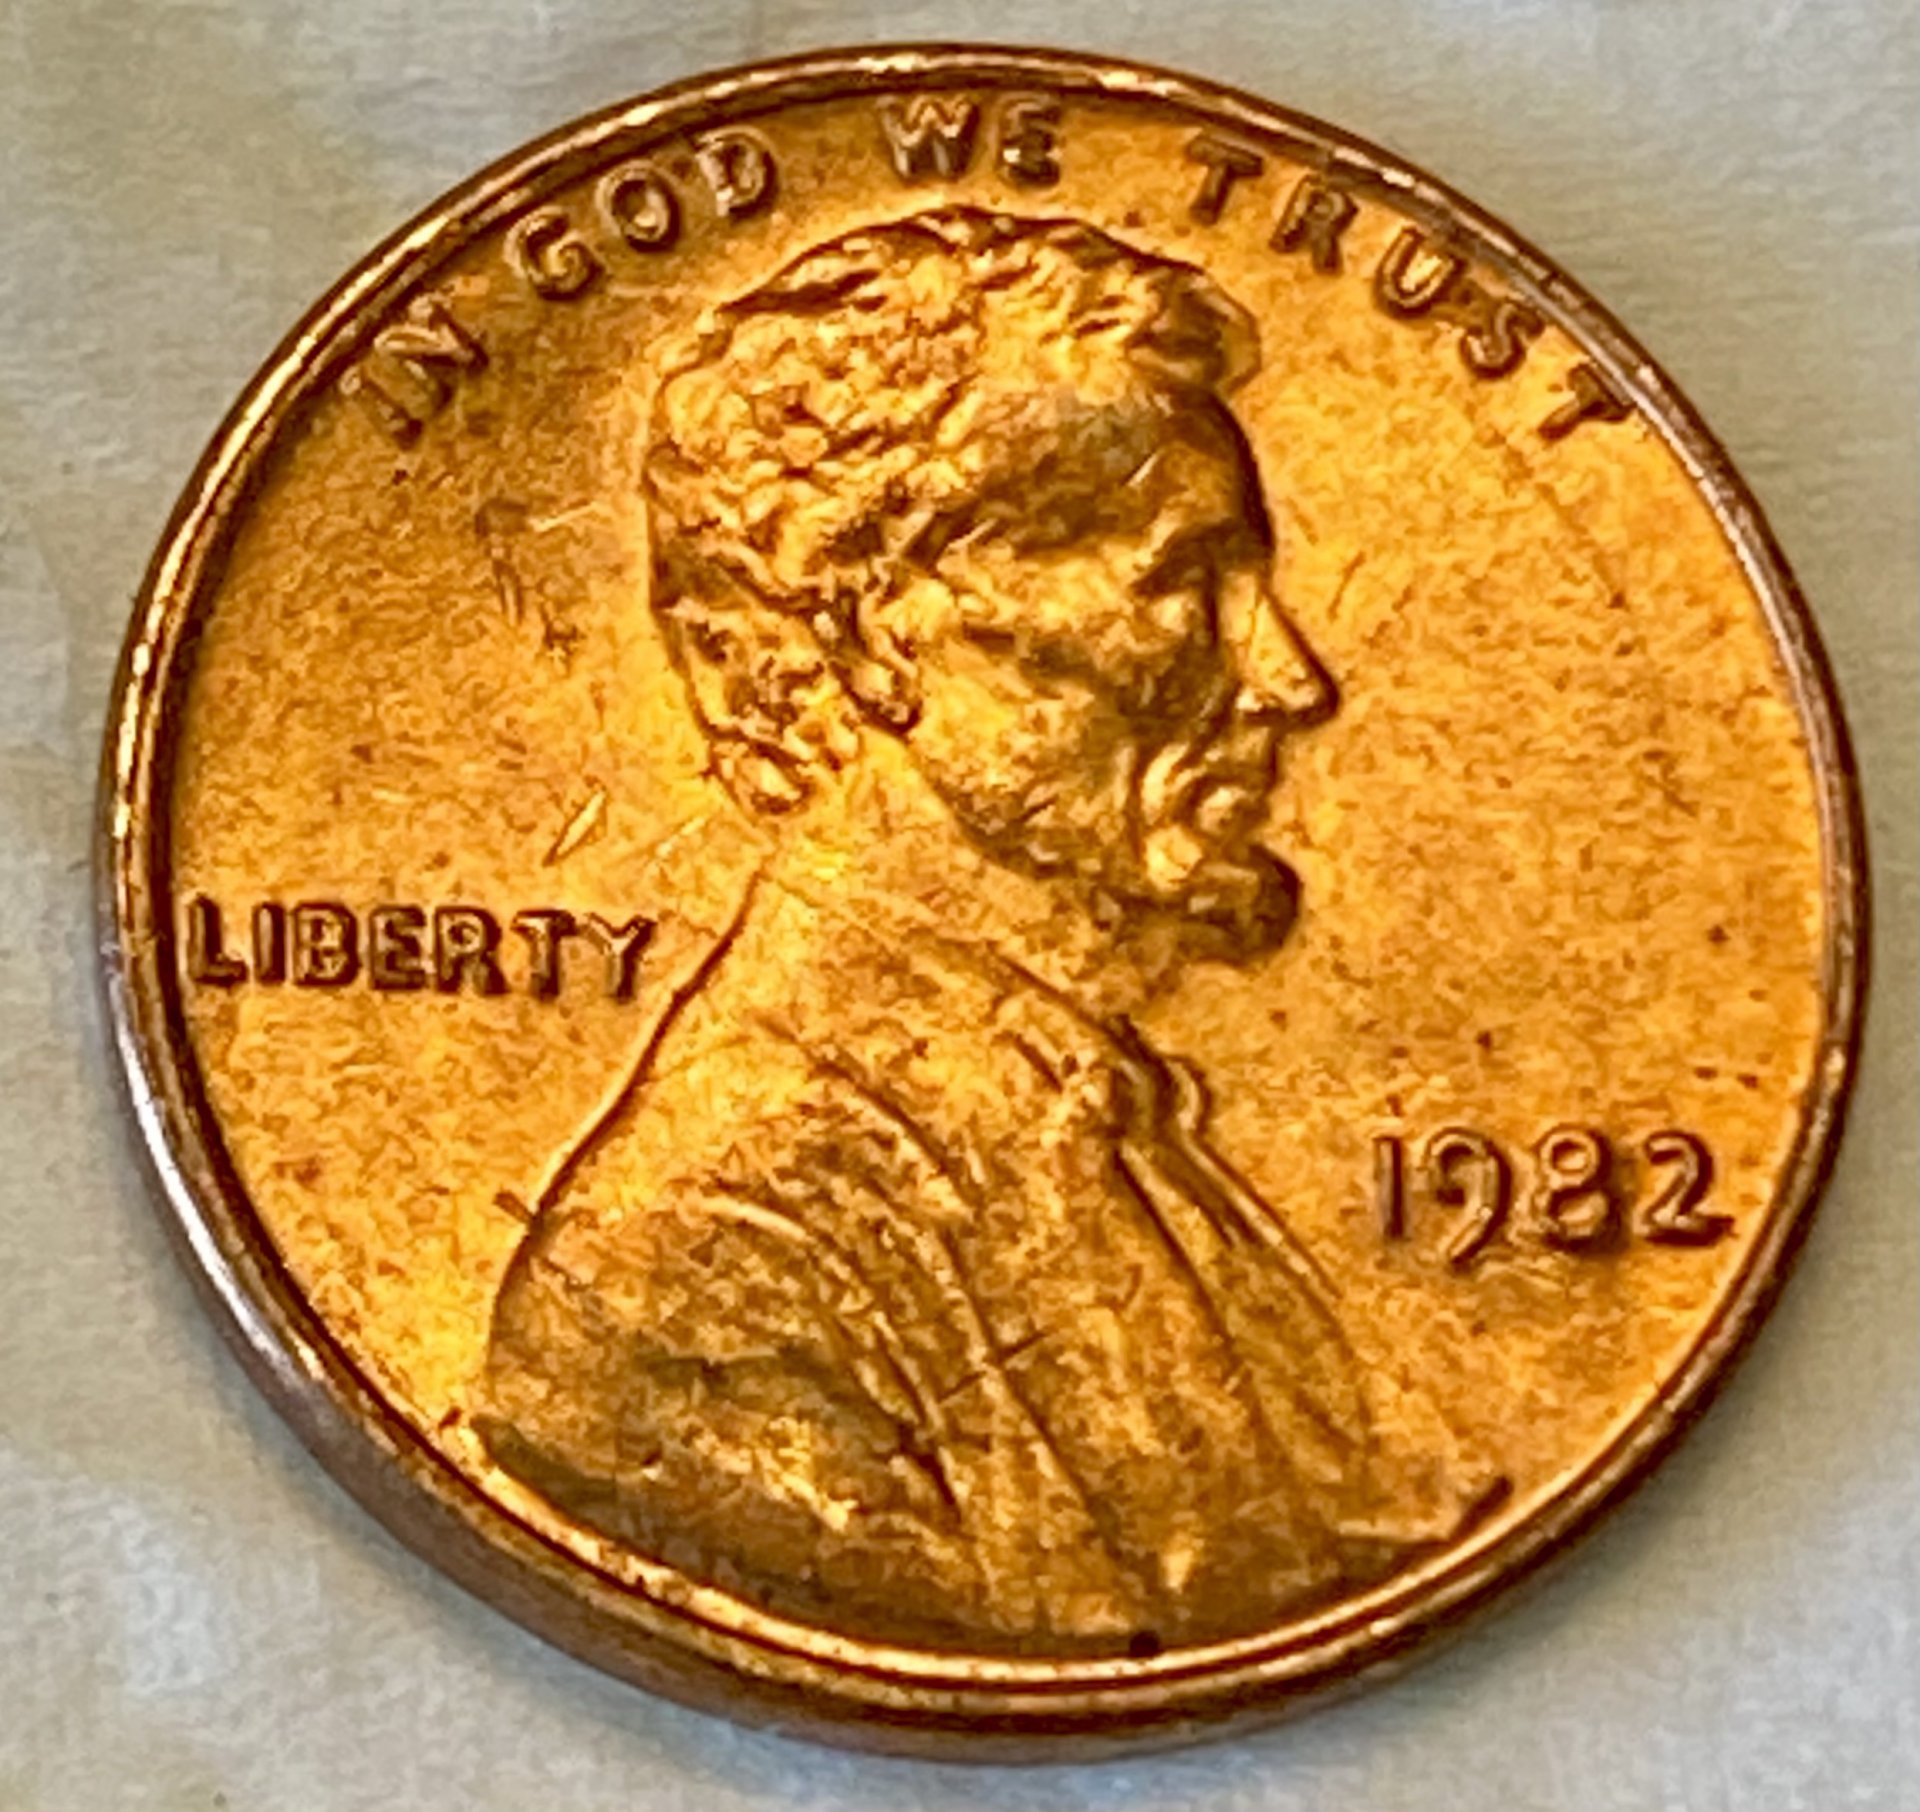 IN GOD WE TRUST
LIBERTY
1982